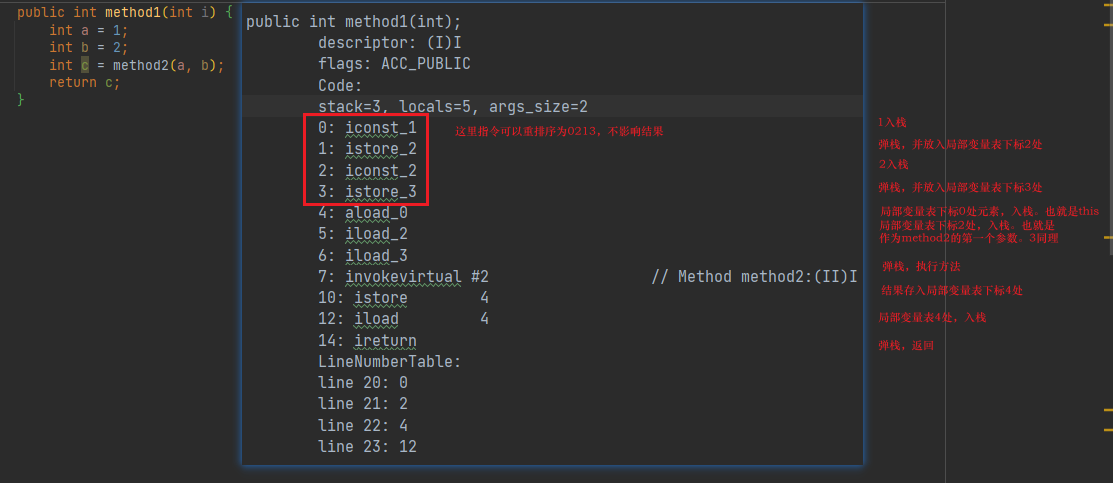 public int method1(int i) {
int a = 1;
int b = 2;
int c = method2(a, b);
return c;
}
public int method1(int);
descriptor: (I)I
flags: ACC_PUBLIC
Code:
stack=3, locals=5, args_size=2
0: iconst_1
1: istore_2
2: iconst_2
3: istore_3
4: aload_0
5: iload_2
6: iload_3
7: invokevirtual #2 // Method method2:(II)I
10: istore 4
12: iload 4
14: ireturn
LineNumberTable:
line 20: 0
line 21: 2
line 22: 4
line 23: 12
这里指令可以重排序为0213，不影响结果
1入栈
弹栈，并放入局部变量表下标2处
2入栈
弹栈，并放入局部变量表下标3处
局部变量表下标0处元素，入栈。也就是this
局部变量表下标2处，入栈。也就是
作为method2的第一个参数。3同理
弹栈，执行方法
结果存入局部变量表下标4处
局部变量表4处，入栈
弹栈，返回